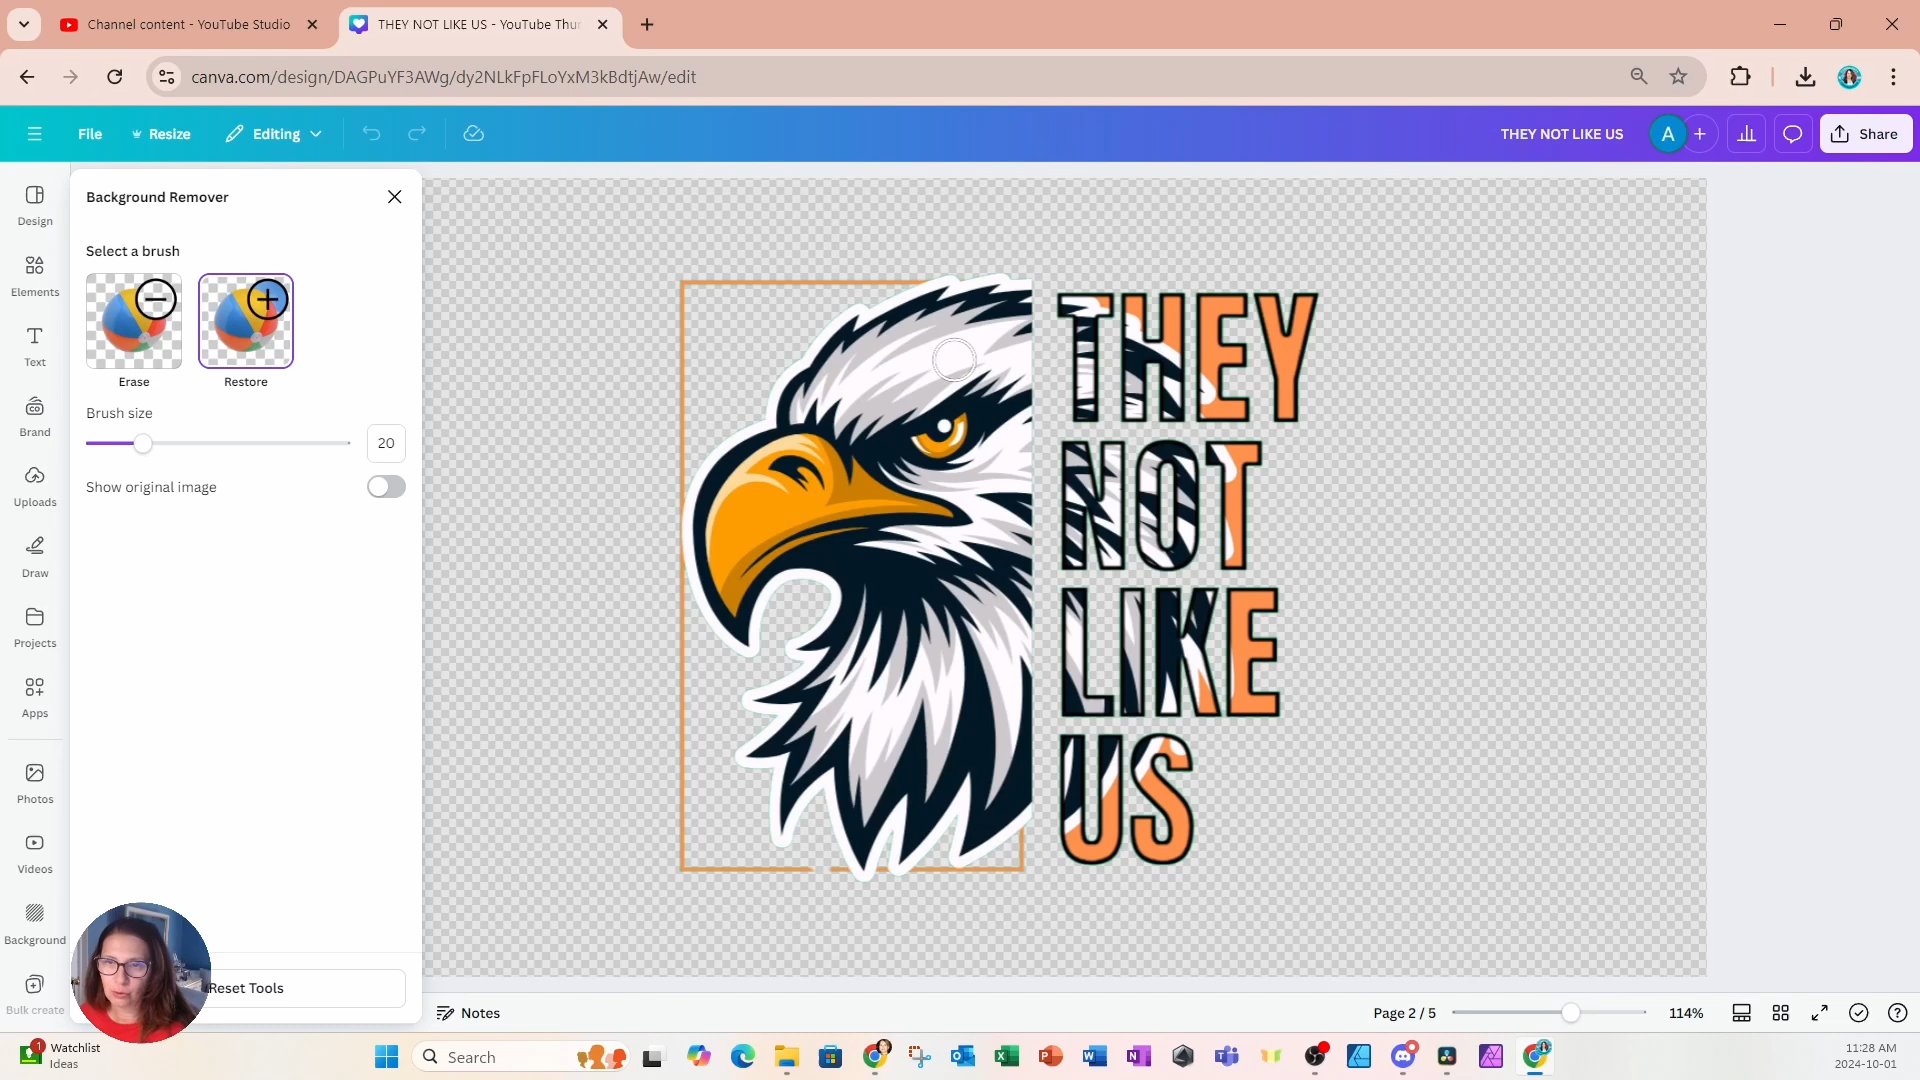 Channel content - YouTube Studio
THEY NOT LIKE US - YouTube Thu
canva.com/design/DAGPuYF3AWg/dy2NLkFpFLoYxM3kBdtjAw/edit
File
Resize
Editing
THEY NOT LIKE US
A
Share
Design
Elements
Text
Brand
Uploads
Draw
Projects
Apps
Photos
Videos
Background
Bulk create
Background Remover
Select a brush
Erase
Restore
Brush size
20
Show original image
Reset Tools
THEY
NOT
LIKE
US
Notes
Page 2 / 5
114%
1
Watchlist
Ideas
Search
11:28 AM
2024-10-01